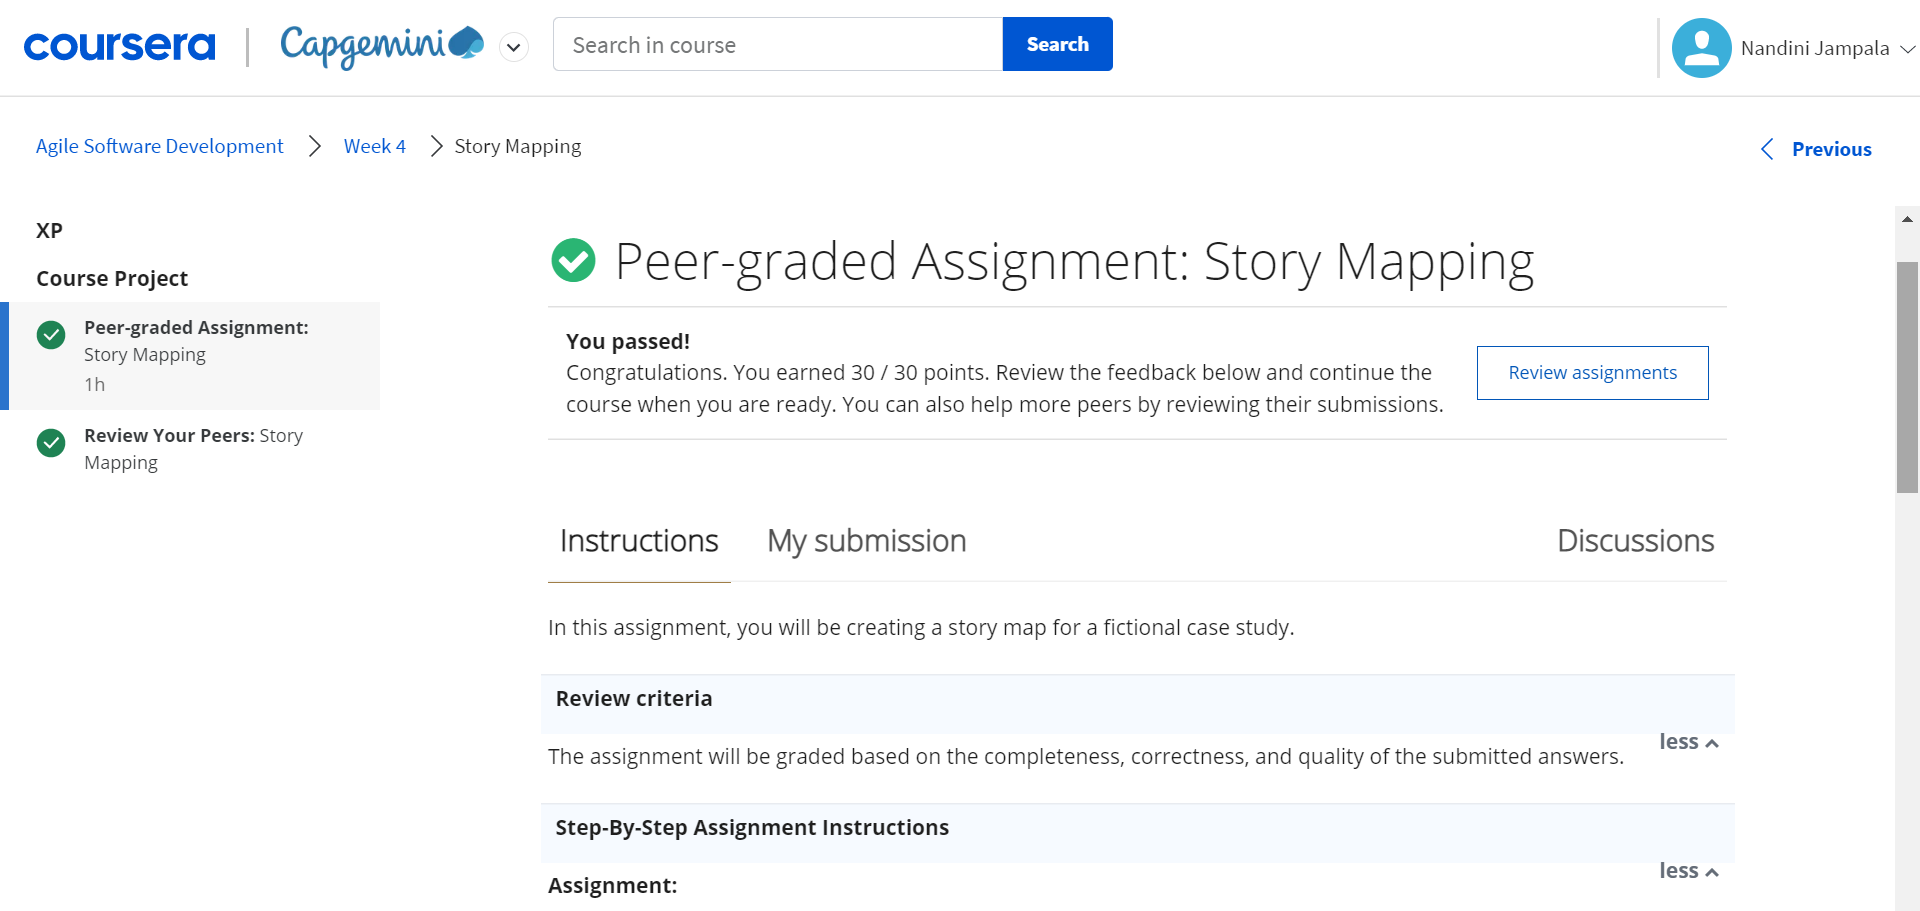 coursera
Capgemini
Search in course
Search
Nandini Jampala
Agile Software Development
Week 4
Story Mapping
Previous
XP
Course Project
Peer-graded Assignment:
Story Mapping
1h
Review Your Peers: Story
Mapping
Peer-graded Assignment: Story Mapping
You passed!
Congratulations. You earned 30 / 30 points. Review the feedback below and continue the
course when you are ready. You can also help more peers by reviewing their submissions.
Review assignments
Instructions
My submission
Discussions
In this assignment, you will be creating a story map for a fictional case study.
Review criteria
less
The assignment will be graded based on the completeness, correctness, and quality of the submitted answers.
Step-By-Step Assignment Instructions
less
Assignment: